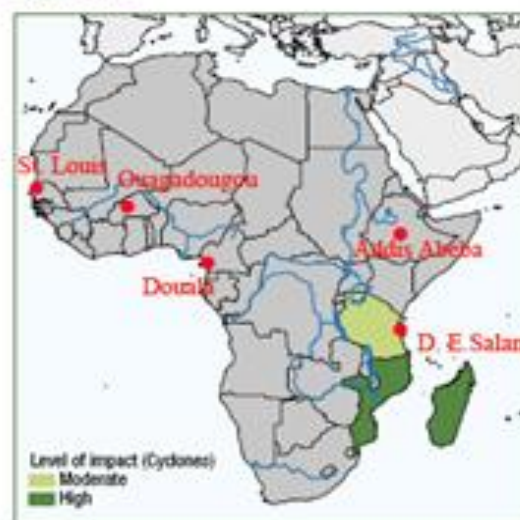 St. Louis
Ouagadougou
Addis Abeba
Douala
D. E.Salam
Level of impact (Cyclones)
Moderate
High